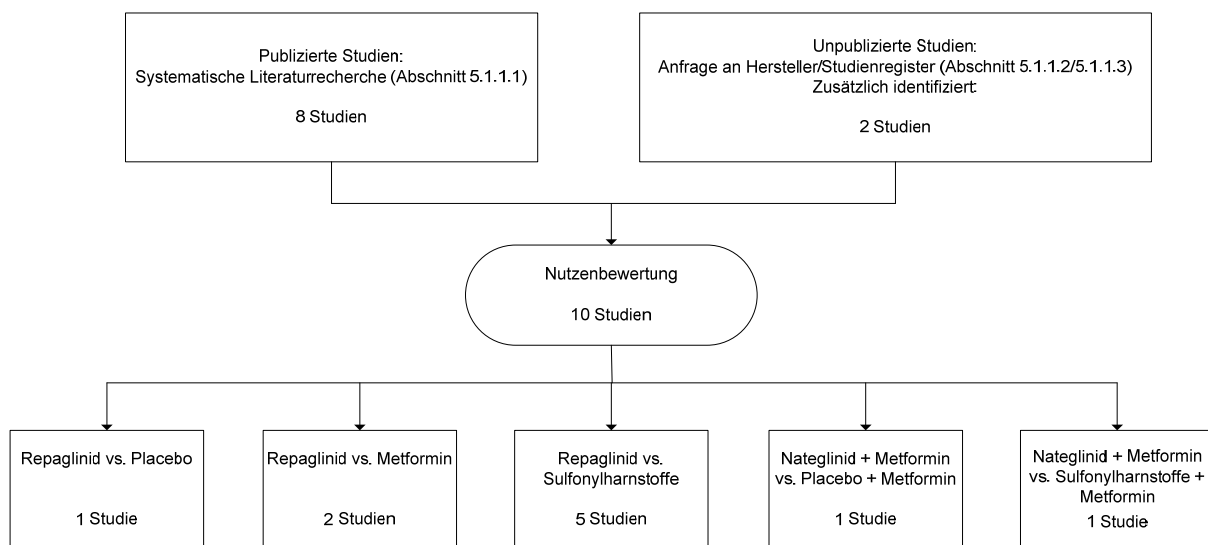 Publizierte Studien:
Systematische Literaturrecherche (Abschnitt 5.1.1.1)
8 Studien
Unpublizierte Studien:
Anfrage an Hersteller/Studienregister (Abschnitt 5.1.1.2/5.1.1.3)
Zusätzlich identifiziert:
2 Studien
Nutzenbewertung
10 Studien
Repaglinid vs. Placebo
1 Studie
Repaglinid vs. Metformin
2 Studien
Repaglinid vs.
Sulfonylharnstoffe
5 Studien
Nateglinid + Metformin
vs. Placebo + Metformin
1 Studie
Nateglinid + Metformin
vs. Sulfonylharnstoffe +
Metformin
1 Studie